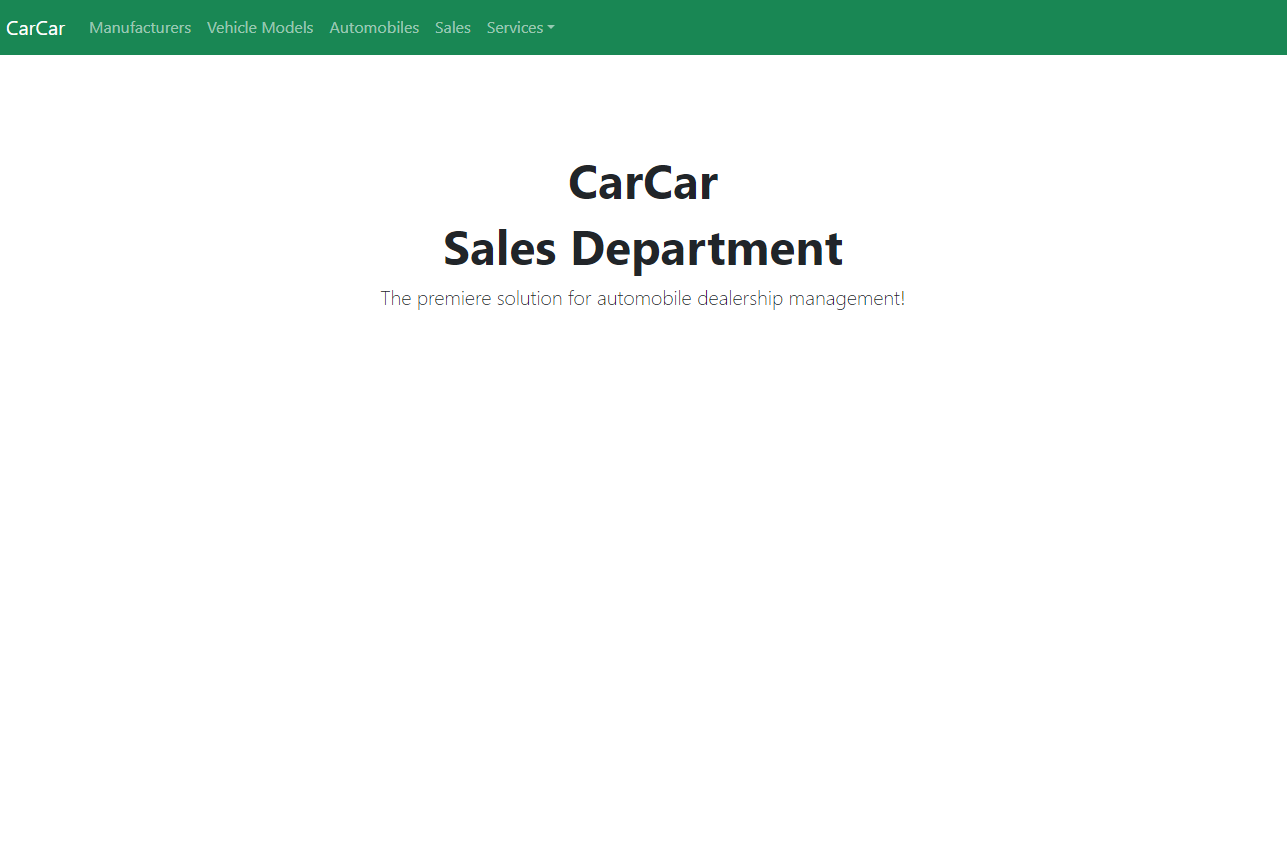 CarCar Manufacturers Vehicle Models Automobiles Sales Services
CarCar
Sales Department
The premiere solution for automobile dealership management!